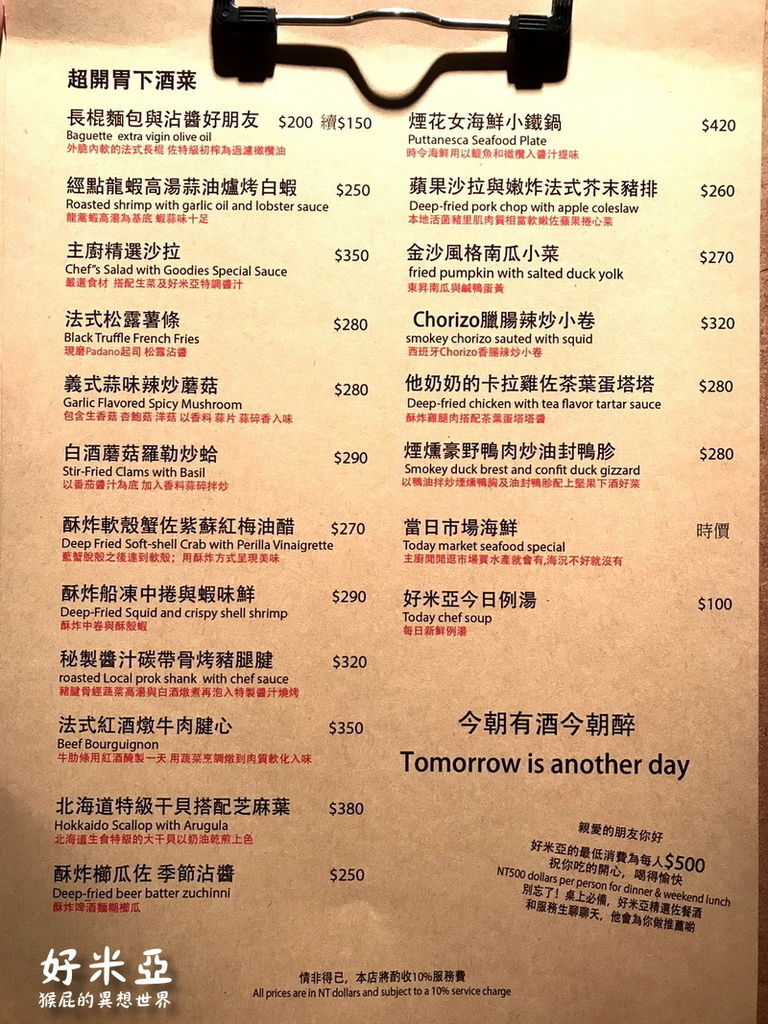 超開胃下酒菜
長棍麵包與沾醬好朋友 $200 續$150
Baguette extra vigin olive oil
外脆內軟的法式長棍 佐特級初榨為過濾橄欖油
經點龍蝦高湯蒜油爐烤白蝦 $250
Roasted shrimp with garlic oil and lobster sauce
龍蒿蝦高湯為基底 蝦蒜味十足
主廚精選沙拉 $350
Chef"s Salad with Goodies Special Sauce
嚴選食材 搭配生菜及好米亞特調醬汁
法式松露薯條 $280
Black Truffle French Fries
現磨Padano起司 松露沾醬
義式蒜味辣炒蘑菇 $280
Garlic Flavored Spicy Mushroom
包含生香菇 杏鮑菇 洋菇 以香料 蒜片 蒜碎香入味
白酒蘑菇羅勒炒蛤 $290
Stir-Fried Clams with Basil
以番茄醬汁為底 加入香料蒜碎拌炒
酥炸軟殼蟹佐紫蘇紅梅油醋 $270
Deep Fried Soft-shell Crab with Perilla Vinaigrette
藍蟹脫殼之後達到軟殼；用酥炸方式呈現美味
酥炸船凍中捲與蝦味鮮 $290
Deep-Fried Squid and crispy shell shrimp
酥炸中卷與酥殼蝦
秘製醬汁碳帶骨烤豬腿腱 $320
roasted Local prok shank with chef sauce
豬腱骨經蔬菜高湯與白酒燉煮再泡入特製醬汁燒烤
法式紅酒燉牛肉腱心 $350
Beef Bourguignon
牛肋條用紅酒醃製一天 用蔬菜烹調燉到肉質軟化入味
北海道特級干貝搭配芝麻葉 $380
Hokkaido Scallop with Arugula
北海道生食特級的大干貝以奶油乾煎上色
酥炸櫛瓜佐 季節沾醬 $250
Deep-fried beer batter zuchinni
酥炸啤酒麵糊櫛瓜
煙花女海鮮小鐵鍋 $420
Puttanesca Seafood Plate
時令海鮮用以鯷魚和橄欖入醬汁提味
蘋果沙拉與嫩炸法式芥末豬排 $260
Deep-fried pork chop with apple coleslaw
本地活菌豬里肌肉質相當軟嫩佐蘋果捲心菜
金沙風格南瓜小菜 $270
fried pumpkin with salted duck yolk
東昇南瓜與鹹鴨蛋黃
Chorizo臘腸辣炒小卷 $320
smokey chorizo sauted with squid
西班牙Chorizo香腸辣炒小卷
他奶奶的卡拉雞佐茶葉蛋塔塔 $280
Deep-fried chicken with tea flavor tartar sauce
酥炸雞腿肉搭配茶葉蛋塔塔醬
煙燻豪野鴨肉炒油封鴨胗 $280
Smokey duck brest and confit duck gizzard
以鴨油拌炒煙燻鴨胸及油封鴨胗配上堅果下酒好菜
當日市場海鮮 時價
Today market seafood special
主廚閒閒逛市場買水產就會有,海況不好就沒有
好米亞今日例湯 $100
Today chef soup
每日新鮮例湯
今朝有酒今朝醉
Tomorrow is another day
親愛的朋友你好
好米亞的最低消費為每人$500
祝你吃的開心，喝得愉快
NT500 dollars per person for dinner & weekend lunch
別忘了！桌上必備，好米亞精選佐餐酒
和服務生聊聊天，他會為你做推薦喲
情非得已，本店將酌收10%服務費
All prices are in NT dollars and subject to a 10% service charge
好米亞
猴屁的異想世界